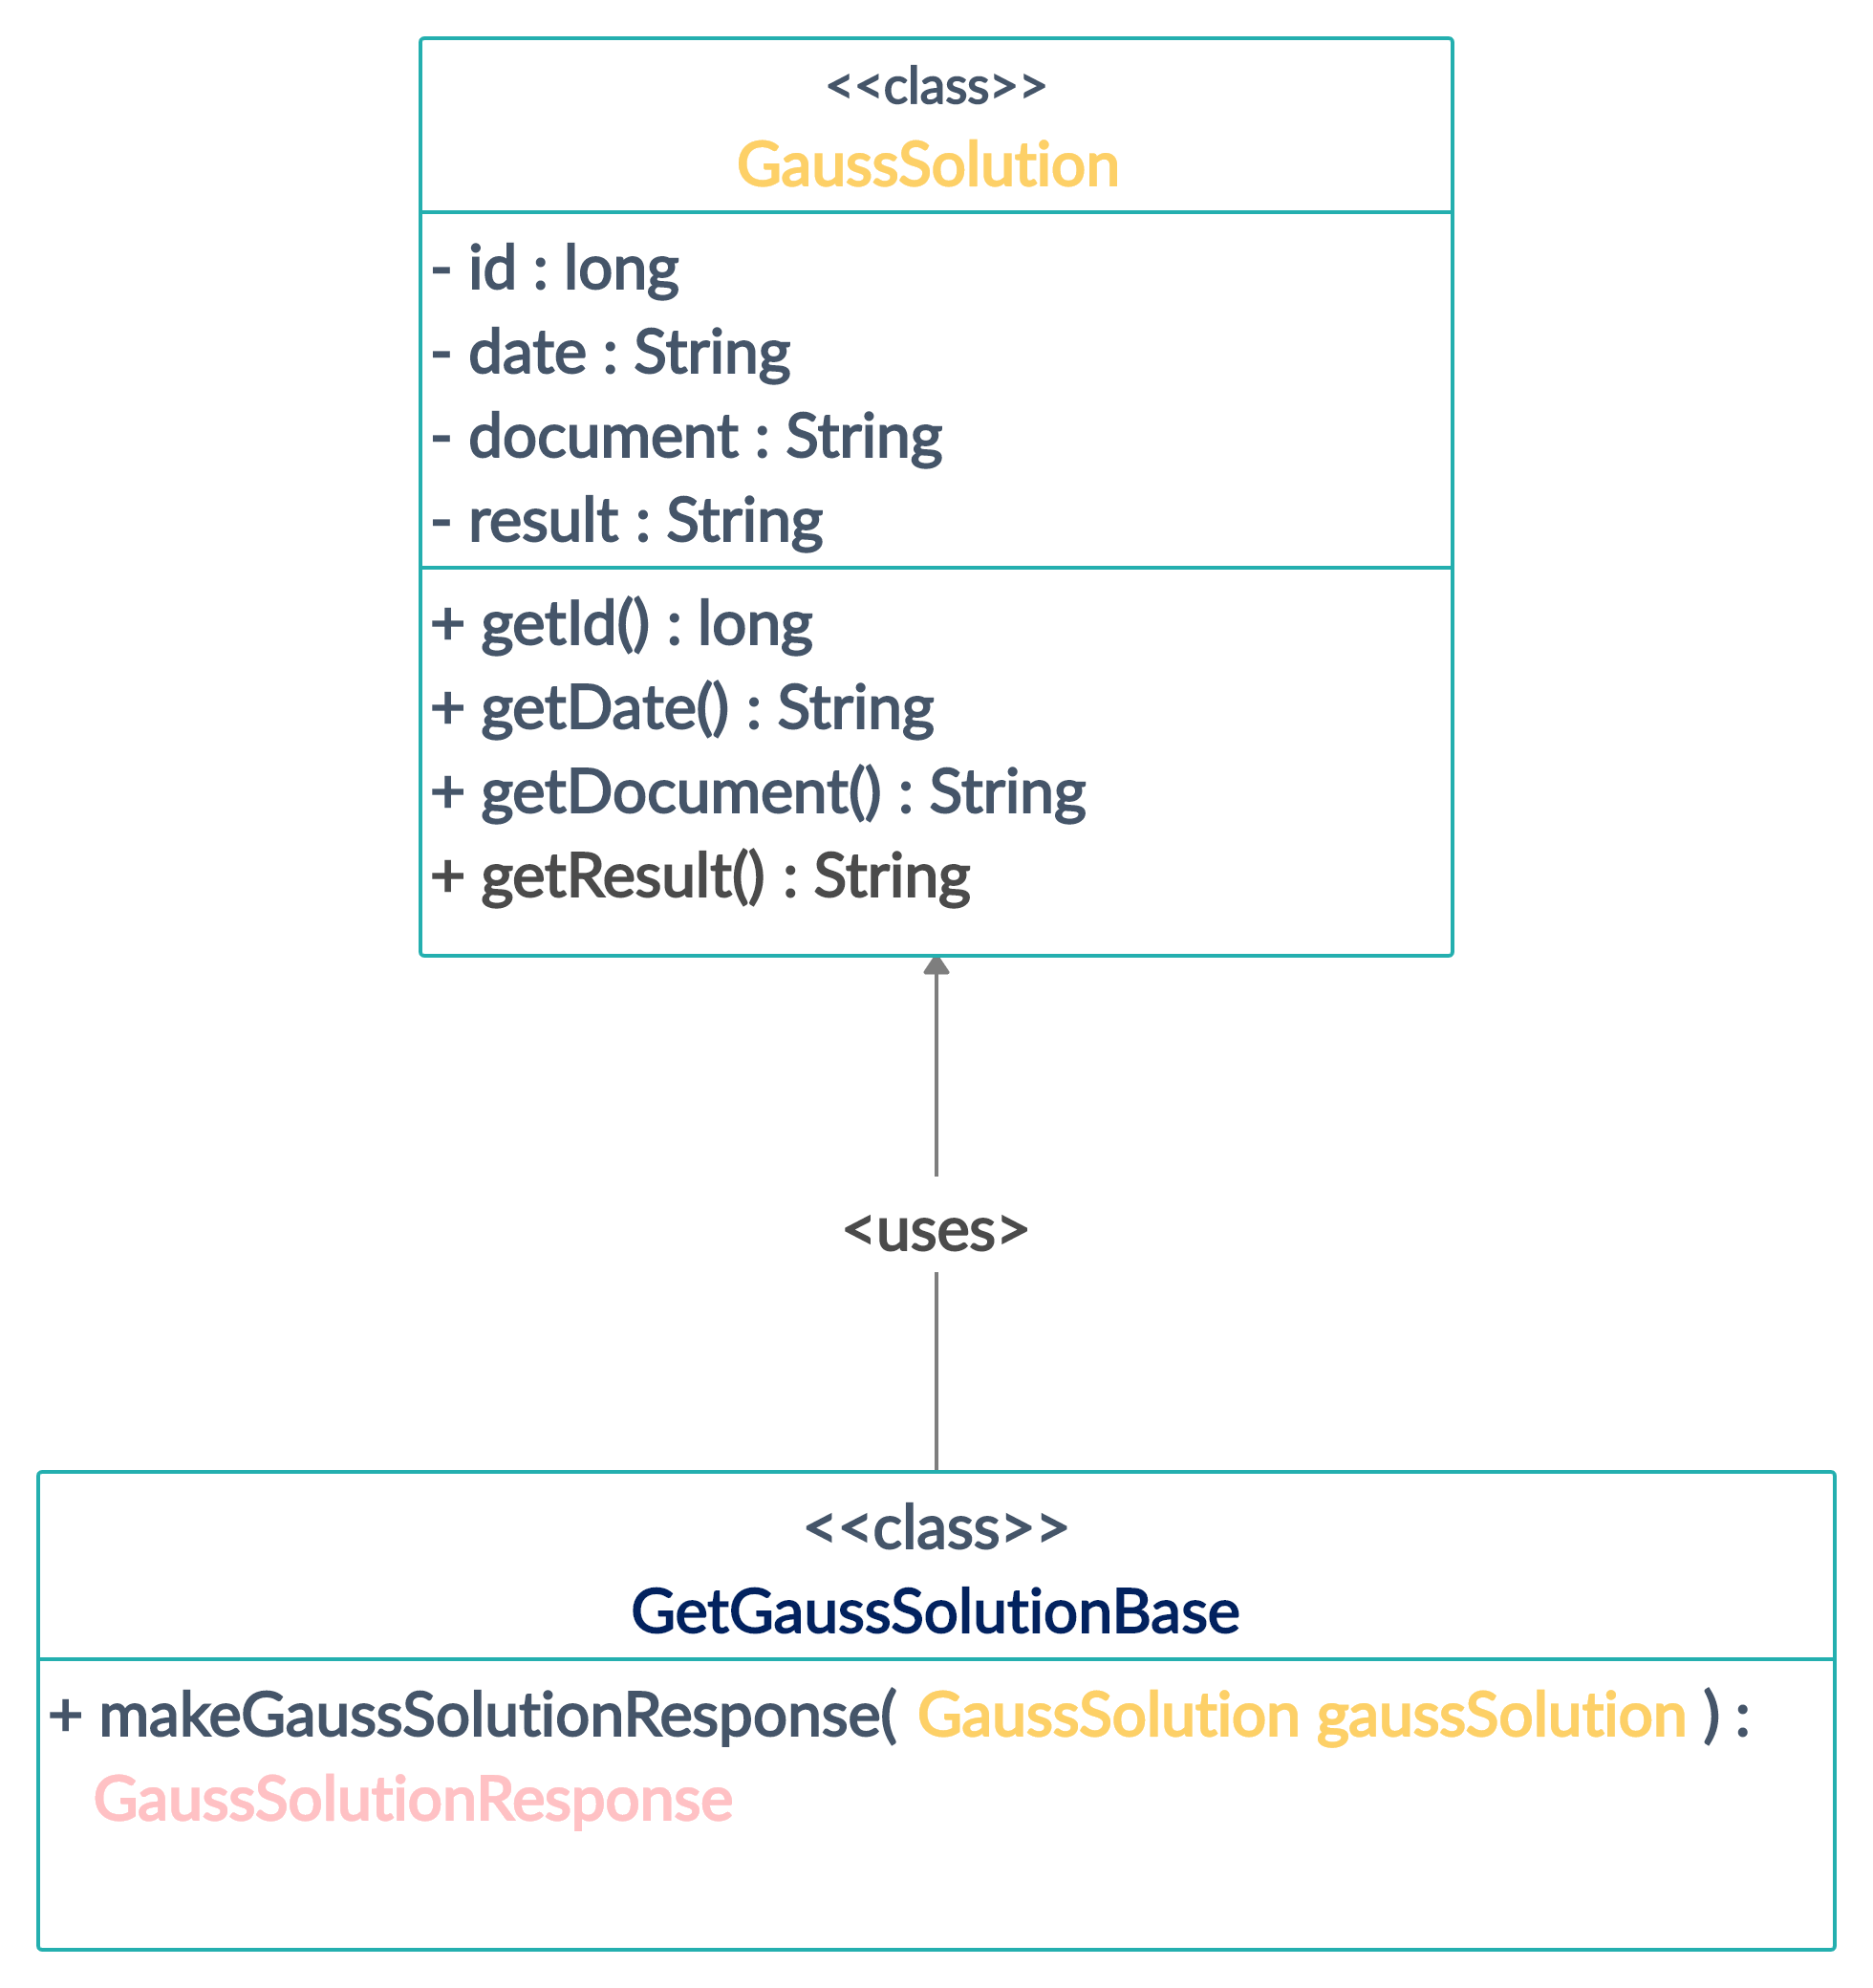 <<class>>
GaussSolution
- id : long
- date : String
- document : String
- result : String
+ getId() : long
+ getDate() : String
+ getDocument() : String
+ getResult() : String
<uses>
<<class>>
GetGaussSolutionBase
+ makeGaussSolutionResponse( GaussSolution gaussSolution ) :
GaussSolutionResponse